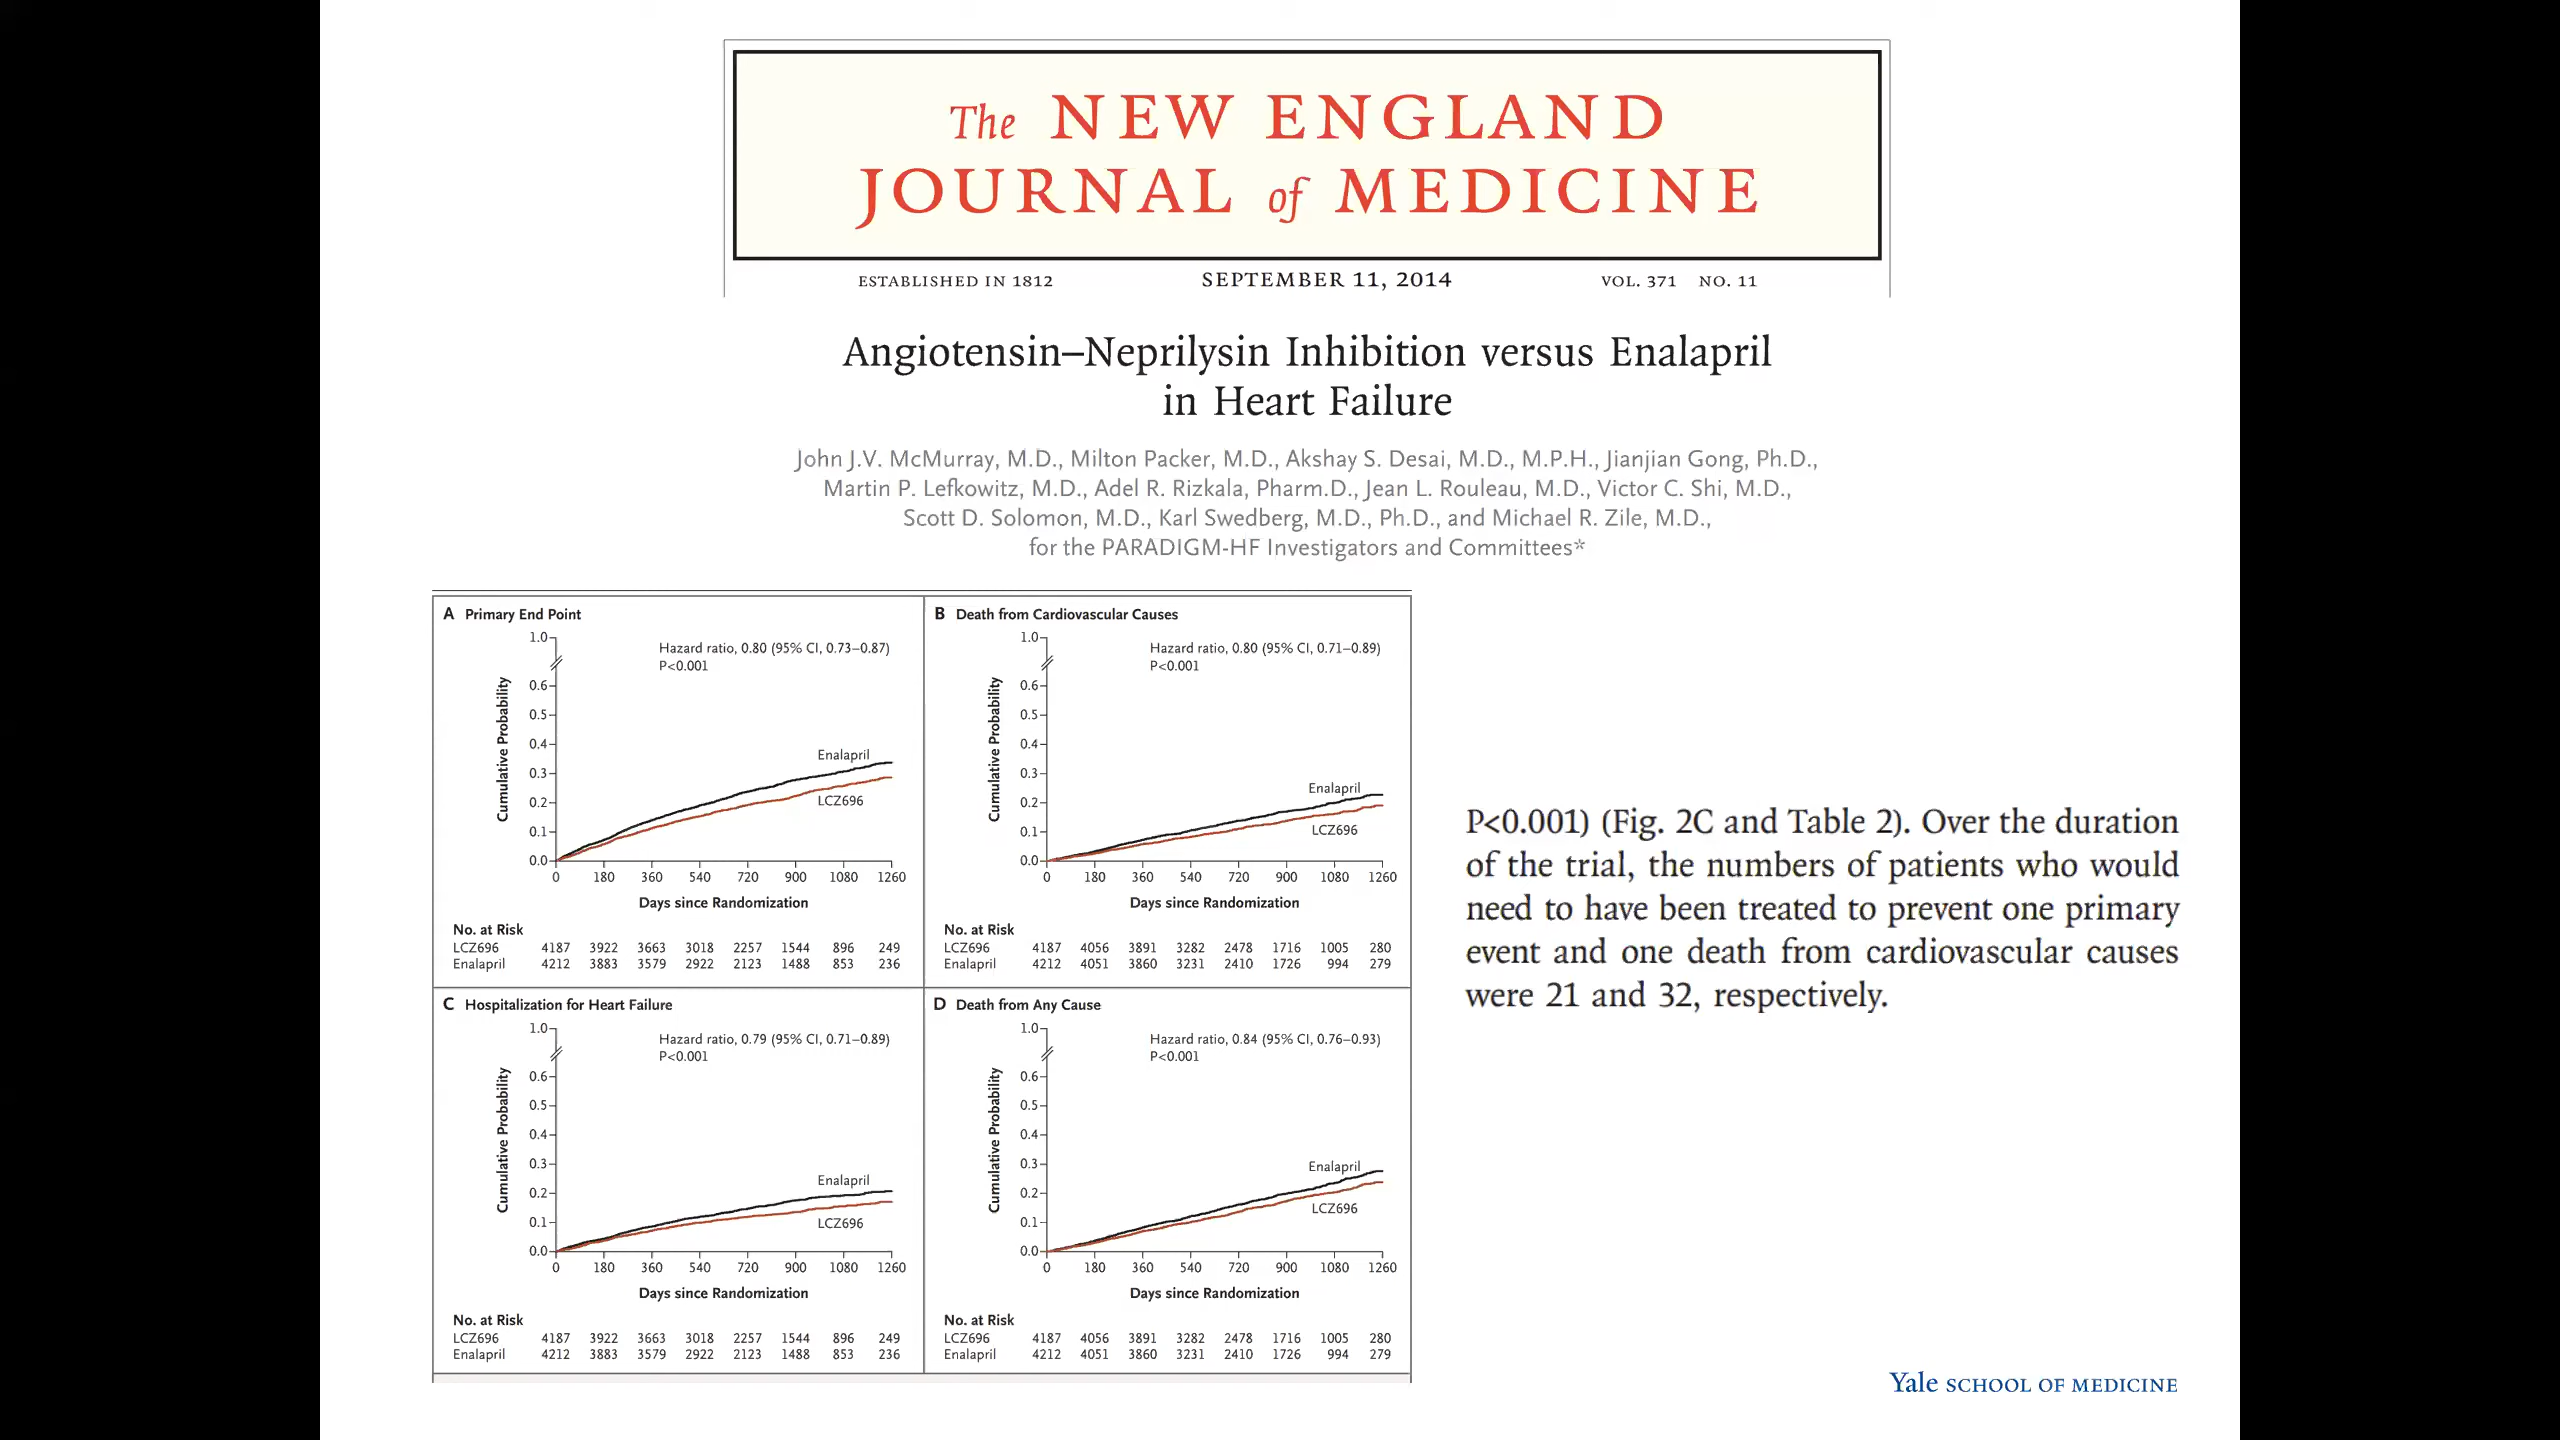 The NEW ENGLAND
JOURNAL of MEDICINE
ESTABLISHED IN 1812 SEPTEMBER 11, 2014 VOL. 371 NO. 11
Angiotensin–Neprilysin Inhibition versus Enalapril
in Heart Failure
John J.V. McMurray, M.D., Milton Packer, M.D., Akshay S. Desai, M.D., M.P.H., Jianjian Gong, Ph.D.,
Martin P. Lefkowitz, M.D., Adel R. Rizkala, Pharm.D., Jean L. Rouleau, M.D., Victor C. Shi, M.D.,
Scott D. Solomon, M.D., Karl Swedberg, M.D., Ph.D., and Michael R. Zile, M.D.,
for the PARADIGM-HF Investigators and Committees*
A Primary End Point
1.0
Hazard ratio, 0.80 (95% CI, 0.73–0.87)
P<0.001
0.6
0.5
0.4
0.3
0.2
0.1
0.0
Cumulative Probability
Enalapril
LCZ696
0 180 360 540 720 900 1080 1260
Days since Randomization
No. at Risk
LCZ696 4187 3922 3663 3018 2257 1544 896 249
Enalapril 4212 3883 3579 2922 2123 1488 853 236
B Death from Cardiovascular Causes
1.0
Hazard ratio, 0.80 (95% CI, 0.71–0.89)
P<0.001
0.6
0.5
0.4
0.3
0.2
0.1
0.0
Cumulative Probability
Enalapril
LCZ696
0 180 360 540 720 900 1080 1260
Days since Randomization
No. at Risk
LCZ696 4187 4056 3891 3282 2478 1716 1005 280
Enalapril 4212 4051 3860 3231 2410 1726 994 279
C Hospitalization for Heart Failure
1.0
Hazard ratio, 0.79 (95% CI, 0.71–0.89)
P<0.001
0.6
0.5
0.4
0.3
0.2
0.1
0.0
Cumulative Probability
Enalapril
LCZ696
0 180 360 540 720 900 1080 1260
Days since Randomization
No. at Risk
LCZ696 4187 3922 3663 3018 2257 1544 896 249
Enalapril 4212 3883 3579 2922 2123 1488 853 236
D Death from Any Cause
1.0
Hazard ratio, 0.84 (95% CI, 0.76–0.93)
P<0.001
0.6
0.5
0.4
0.3
0.2
0.1
0.0
Cumulative Probability
Enalapril
LCZ696
0 180 360 540 720 900 1080 1260
Days since Randomization
No. at Risk
LCZ696 4187 4056 3891 3282 2478 1716 1005 280
Enalapril 4212 4051 3860 3231 2410 1726 994 279
P<0.001) (Fig. 2C and Table 2). Over the duration
of the trial, the numbers of patients who would
need to have been treated to prevent one primary
event and one death from cardiovascular causes
were 21 and 32, respectively.
Yale SCHOOL OF MEDICINE